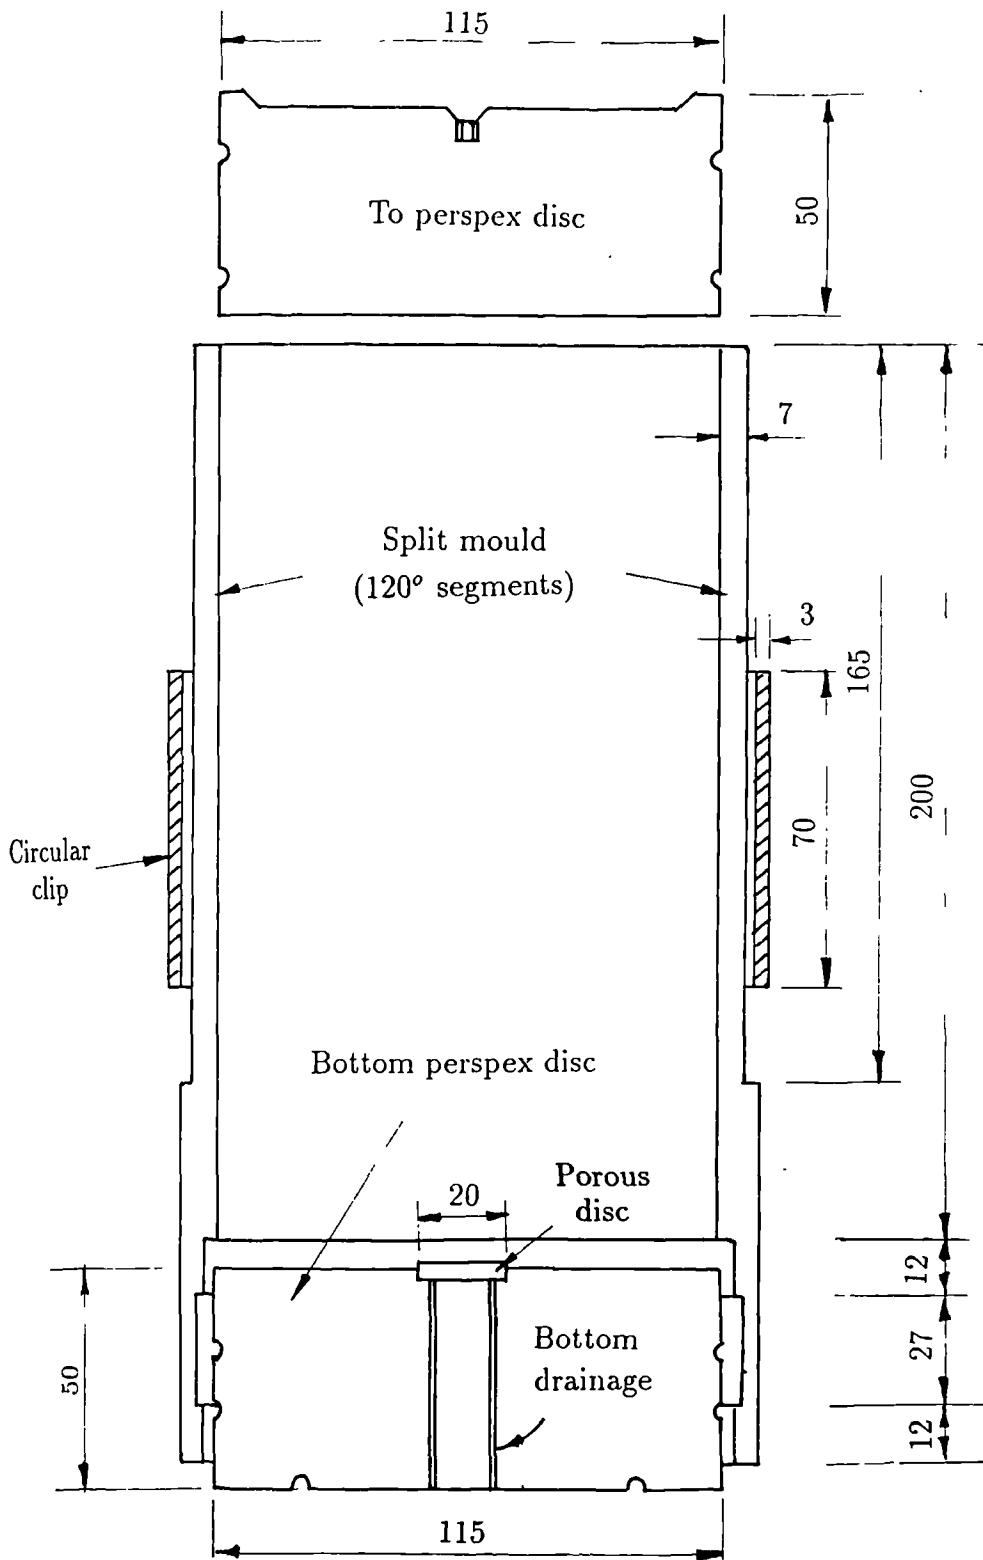 115
To perspex disc
50
7
Split mould
(120º segments)
3
165
200
70
Circular
clip
Bottom perspex disc
20
Porous
disc
12
50
Bottom
drainage
27
12
115